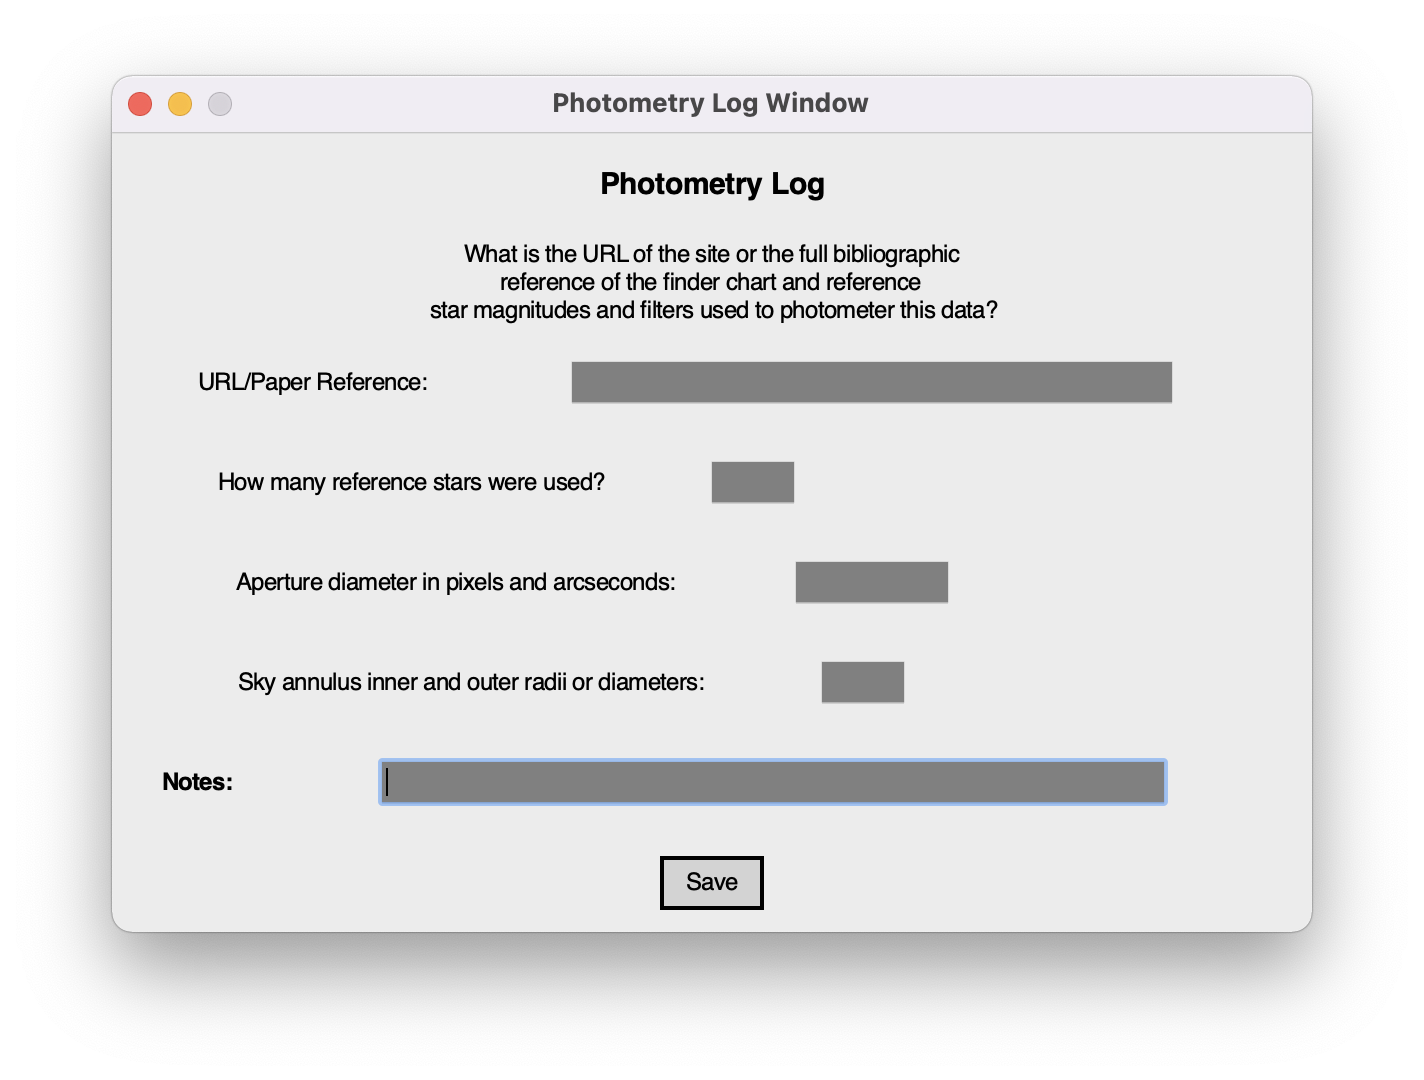 Photometry Log Window
Photometry Log
What is the URL of the site or the full bibliographic
reference of the finder chart and reference
star magnitudes and filters used to photometer this data?
URL/Paper Reference:
How many reference stars were used?
Aperture diameter in pixels and arcseconds:
Sky annulus inner and outer radii or diameters:
Notes:
Save